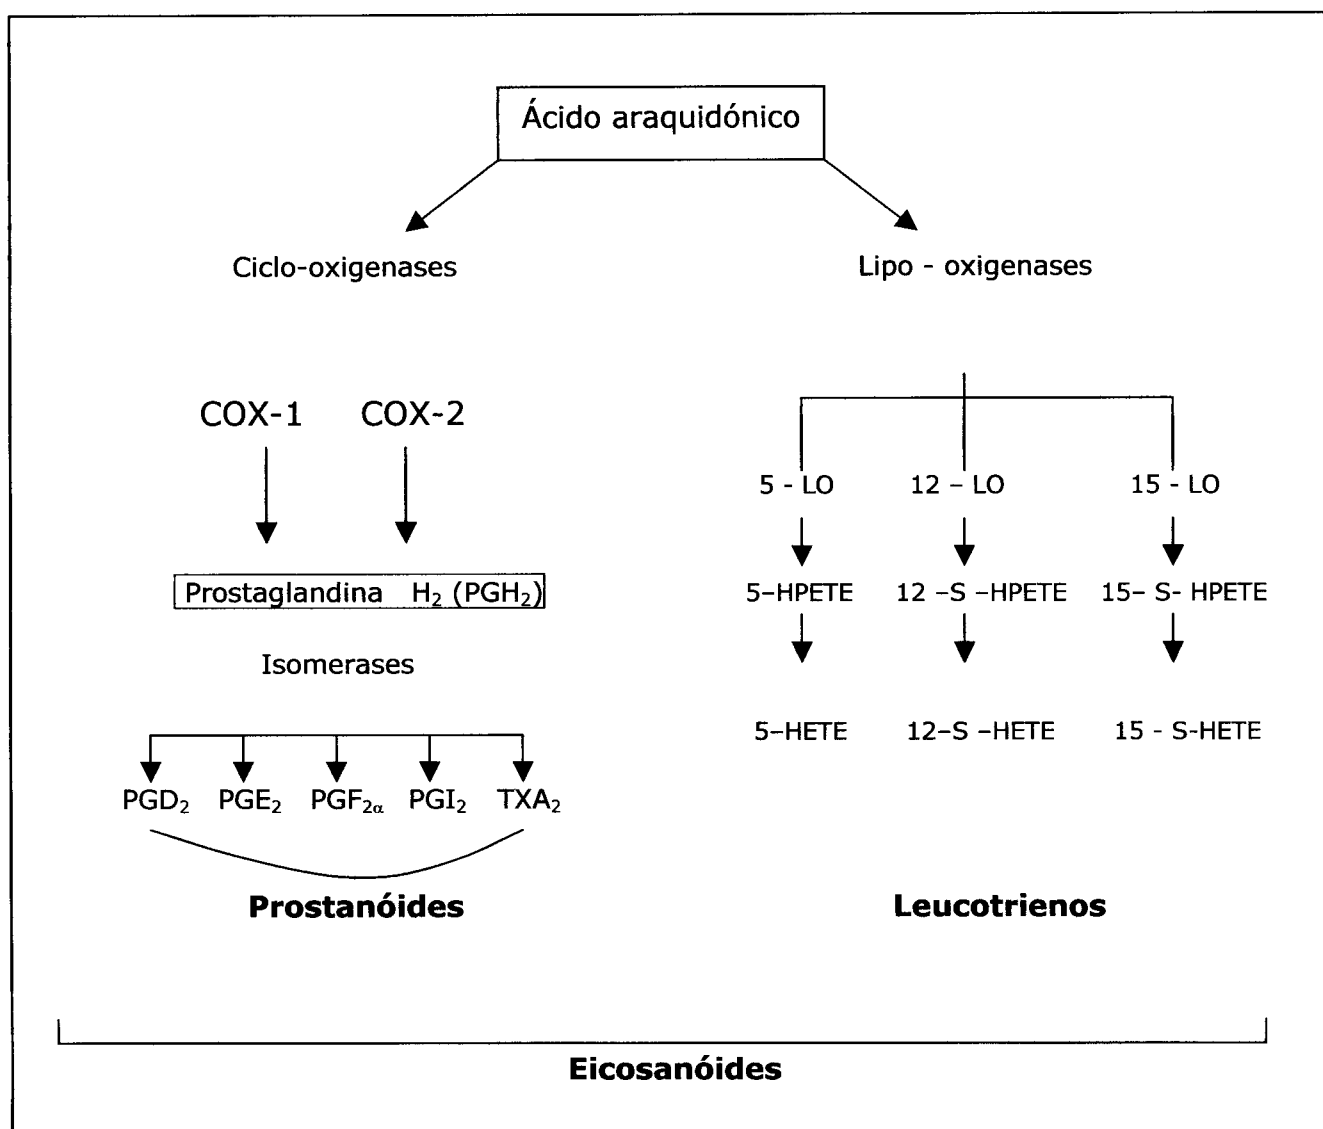 Ácido araquidónico
Ciclo-oxigenases
Lipo - oxigenases
COX-1 COX-2
5 - LO 12 – LO 15 - LO
Prostaglandina H₂ (PGH₂)
5–HPETE 12 –S –HPETE 15– S- HPETE
Isomerases
5–HETE 12–S –HETE 15 - S-HETE
PGD₂ PGE₂ PGF₂α PGI₂ TXA₂
Prostanóides
Leucotrienos
Eicosanóides